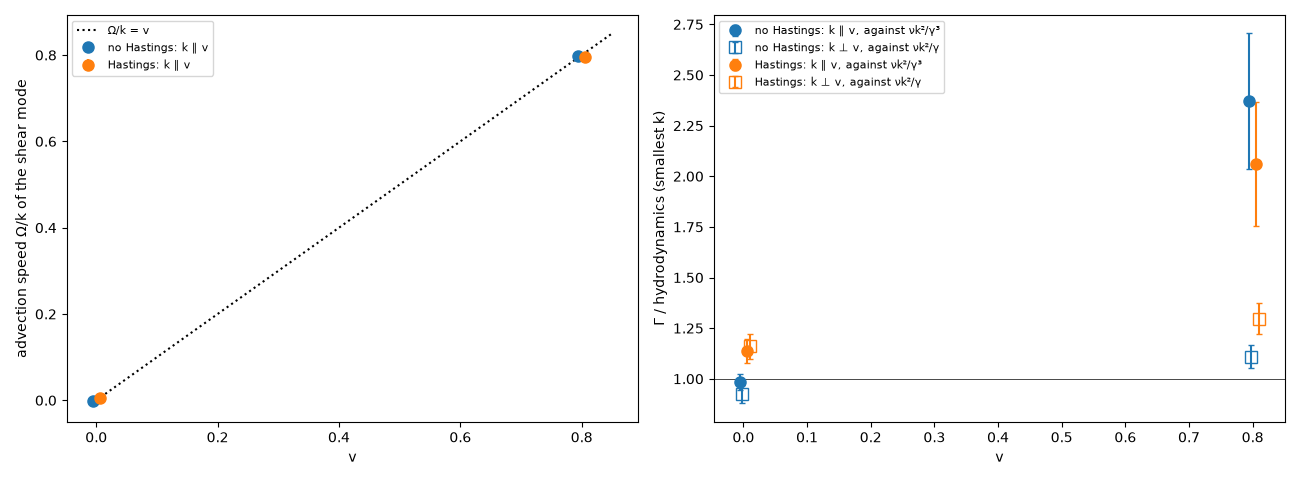 advection speed Ω/k of the shear mode
0.8
0.6
0.4
0.2
0.0
Ω/k = v
no Hastings: k ∥ v
Hastings: k ∥ v
0.0 0.2 0.4 0.6 0.8
v
Γ / hydrodynamics (smallest k)
2.75
2.50
2.25
2.00
1.75
1.50
1.25
1.00
no Hastings: k ∥ v, against νk²/γ³
no Hastings: k ⊥ v, against νk²/γ
Hastings: k ∥ v, against νk²/γ³
Hastings: k ⊥ v, against νk²/γ
0.0 0.1 0.2 0.3 0.4 0.5 0.6 0.7 0.8
v